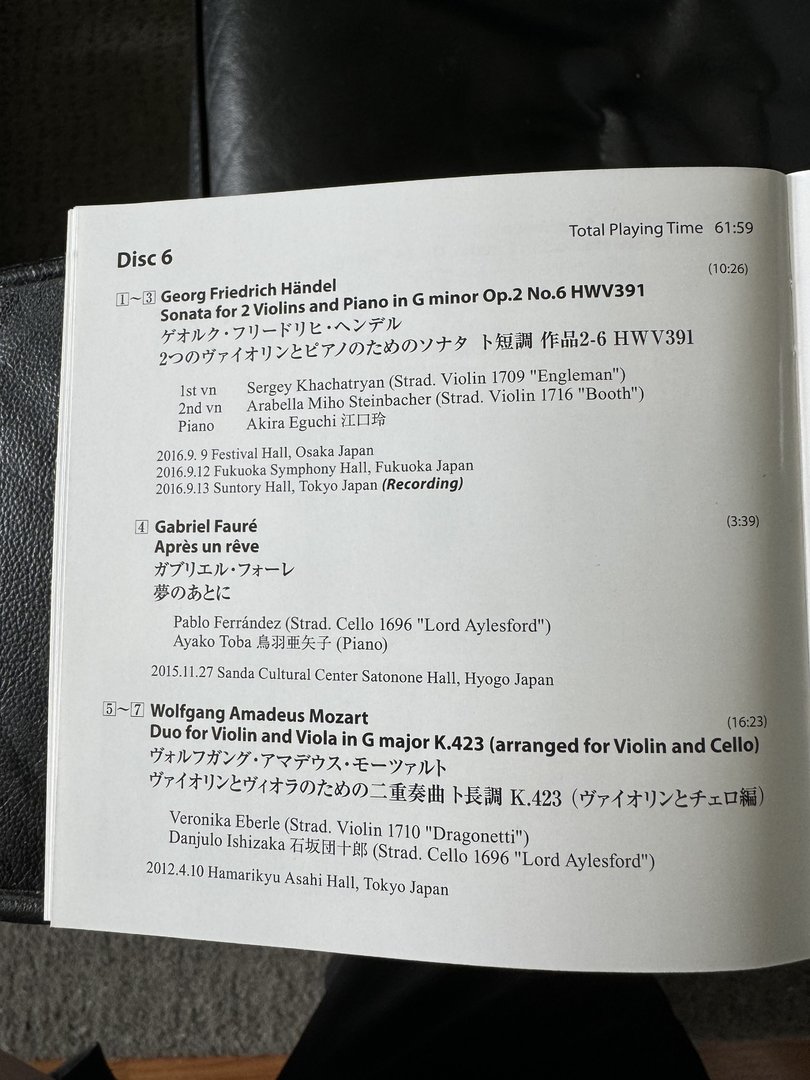 Total Playing Time 61:59
Disc 6
1~3 Georg Friedrich Händel (10:26)
Sonata for 2 Violins and Piano in G minor Op.2 No.6 HWV391
ゲオルク・フリードリヒ・ヘンデル
2つのヴァイオリンとピアノのためのソナタ ト短調 作品2-6 HWV391
1st vn Sergey Khachatryan (Strad. Violin 1709 "Engleman")
2nd vn Arabella Miho Steinbacher (Strad. Violin 1716 "Booth")
Piano Akira Eguchi 江口玲
2016.9. 9 Festival Hall, Osaka Japan
2016.9.12 Fukuoka Symphony Hall, Fukuoka Japan
2016.9.13 Suntory Hall, Tokyo Japan (Recording)
4 Gabriel Fauré (3:39)
Après un rêve
ガブリエル・フォーレ
夢のあとに
Pablo Ferrández (Strad. Cello 1696 "Lord Aylesford")
Ayako Toba 鳥羽亜矢子 (Piano)
2015.11.27 Sanda Cultural Center Satonone Hall, Hyogo Japan
5~7 Wolfgang Amadeus Mozart (16:23)
Duo for Violin and Viola in G major K.423 (arranged for Violin and Cello)
ヴォルフガング・アマデウス・モーツァルト
ヴァイオリンとヴィオラのための二重奏曲 ト長調 K.423 (ヴァイオリンとチェロ編)
Veronika Eberle (Strad. Violin 1710 "Dragonetti")
Danjulo Ishizaka 石坂団十郎 (Strad. Cello 1696 "Lord Aylesford")
2012.4.10 Hamarikyu Asahi Hall, Tokyo Japan